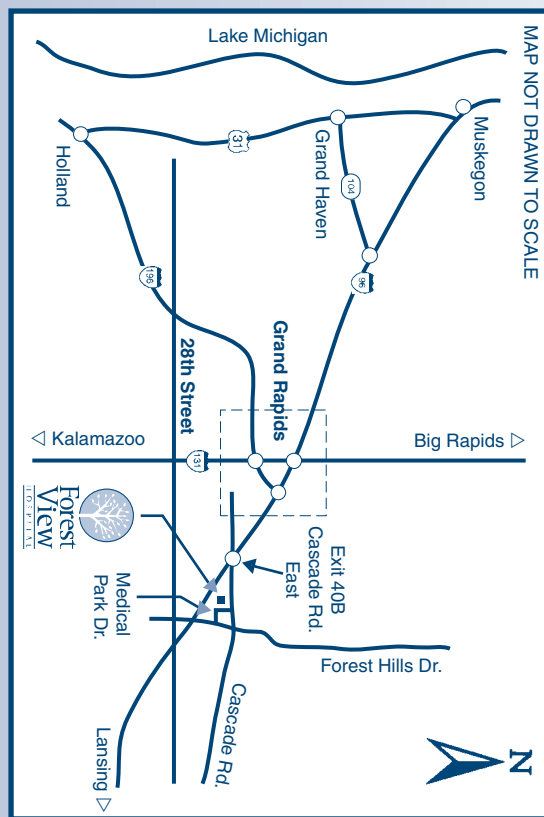 MAP NOT DRAWN TO SCALE
Lake Michigan
Muskegon
Grand Haven
Holland
31
104
96
196
Grand Rapids
28th Street
◁ Kalamazoo
Big Rapids ▷
131
Forest
View
HOSPITAL
Exit 40B
Cascade Rd.
East
Medical
Park Dr.
Forest Hills Dr.
Cascade Rd.
Lansing ▷
N